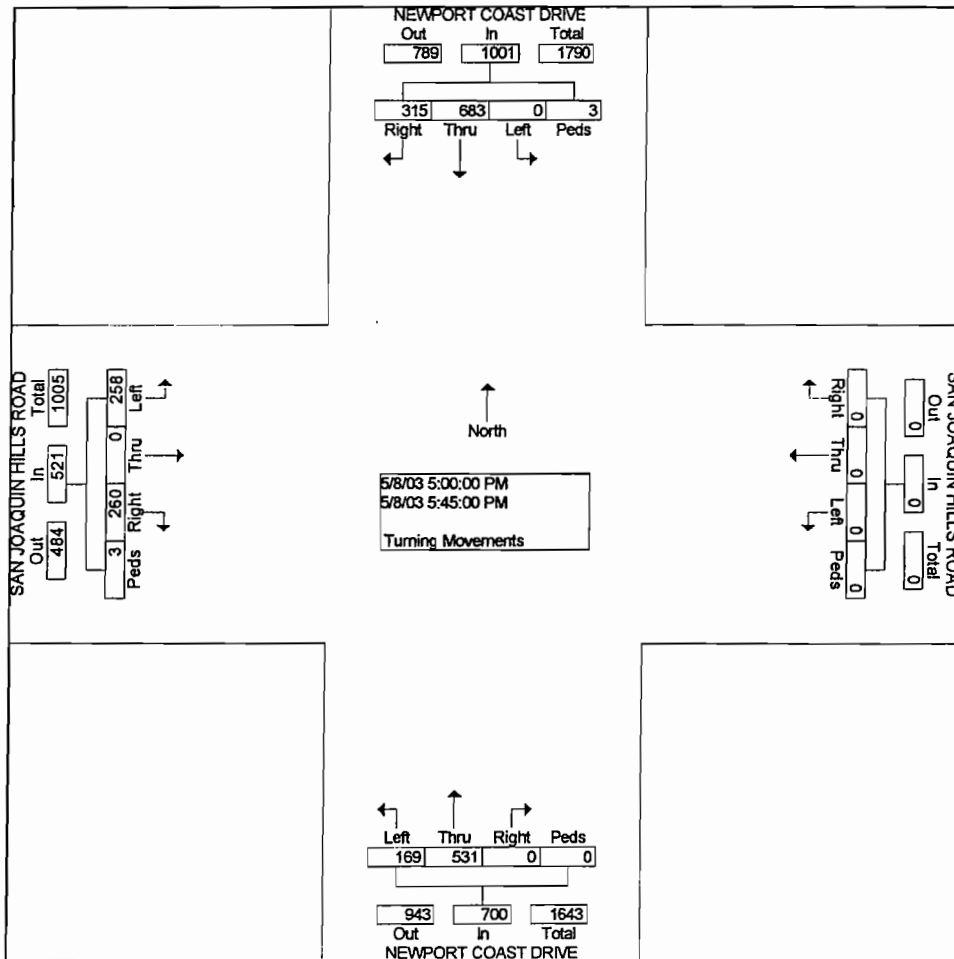 NEWPORT COAST DRIVE
Out In Total
789 1001 1790
315 683 0 3
Right Thru Left Peds
SAN JOAQUIN HILLS ROAD
Total In Out
1005 521 484
258 0 260 3
Left Thru Right Peds
North
5/8/03 5:00:00 PM
5/8/03 5:45:00 PM
Turning Movements
Right Thru Left Peds
0 0 0 0
Out In Total
0 0 0
SAN JOAQUIN HILLS ROAD
Left Thru Right Peds
169 531 0 0
943 700 1643
Out In Total
NEWPORT COAST DRIVE